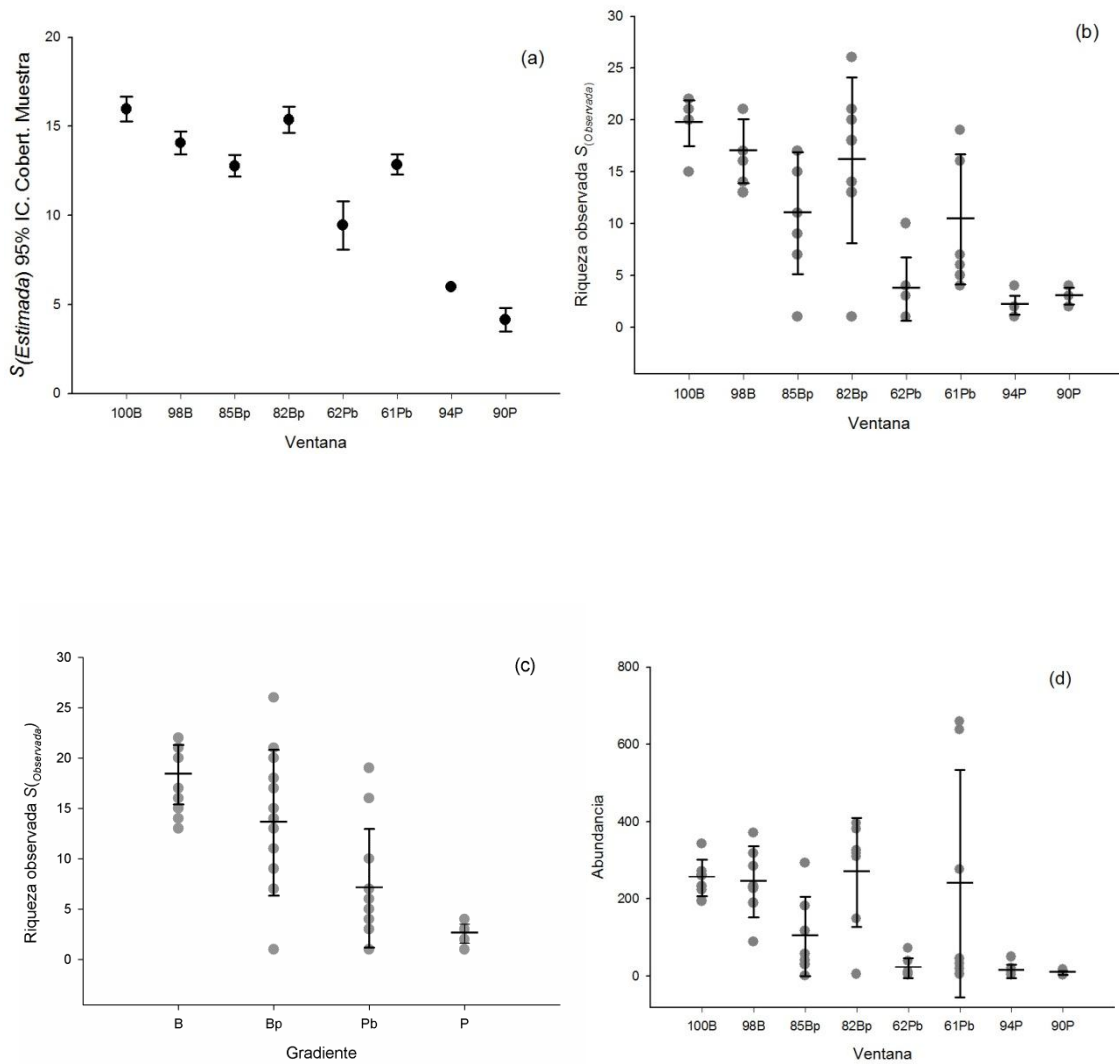 (a)
S(Estimada) 95% IC. Cobert. Muestra
20
15
10
5
0
100B 98B 85Bp 82Bp 62Pb 61Pb 94P 90P
Ventana
(b)
Riqueza observada S(Observada)
30
25
20
15
10
5
0
100B 98B 85Bp 82Bp 62Pb 61Pb 94P 90P
Ventana
(c)
Riqueza observada S(Observada)
30
25
20
15
10
5
0
B Bp Pb P
Gradiente
(d)
Abundancia
800
600
400
200
0
100B 98B 85Bp 82Bp 62Pb 61Pb 94P 90P
Ventana